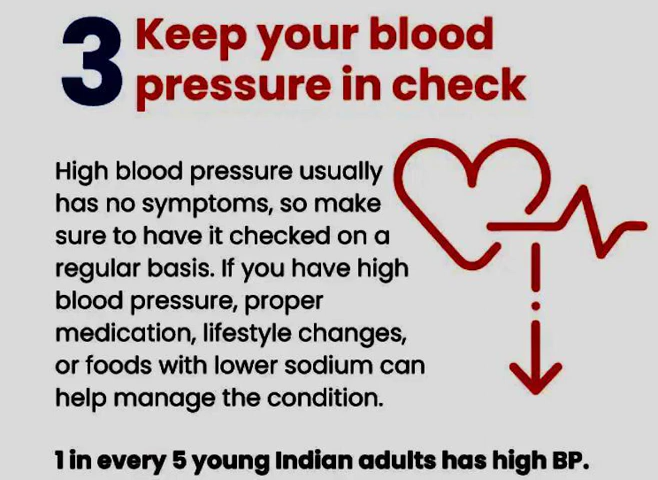 3 Keep your blood
pressure in check
High blood pressure usually
has no symptoms, so make
sure to have it checked on a
regular basis. If you have high
blood pressure, proper
medication, lifestyle changes,
or foods with lower sodium can
help manage the condition.
1 in every 5 young Indian adults has high BP.